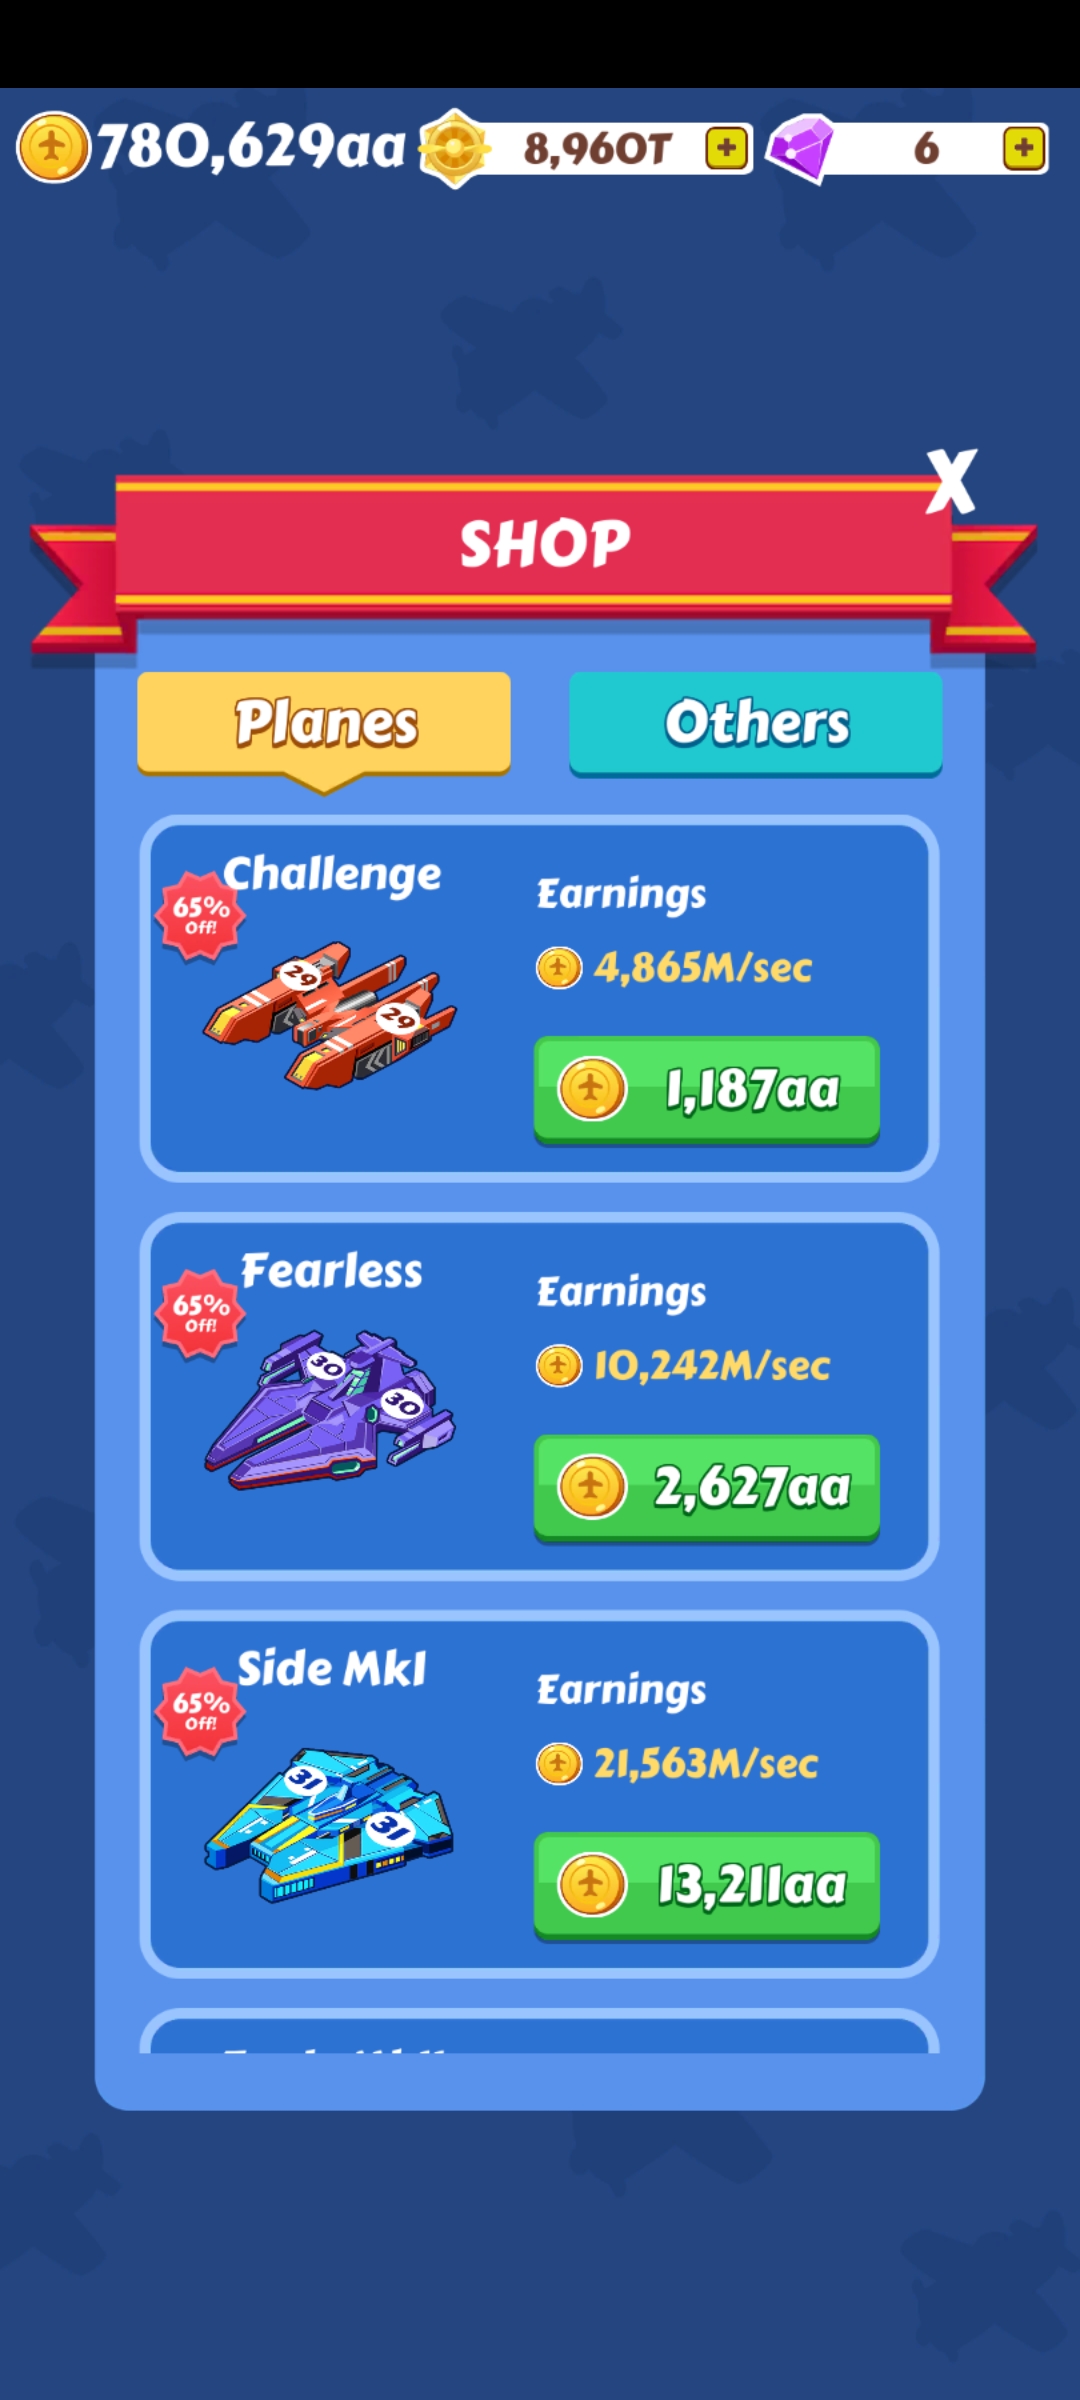 780,629aa 8,960T + 6 +
X
SHOP
Planes Others
Challenge
65%
Off!
29
29
Earnings
4,865M/sec
1,187aa
Fearless
65%
Off!
30
30
Earnings
10,242M/sec
2,627aa
Side MkI
65%
Off!
31
31
Earnings
21,563M/sec
13,211aa